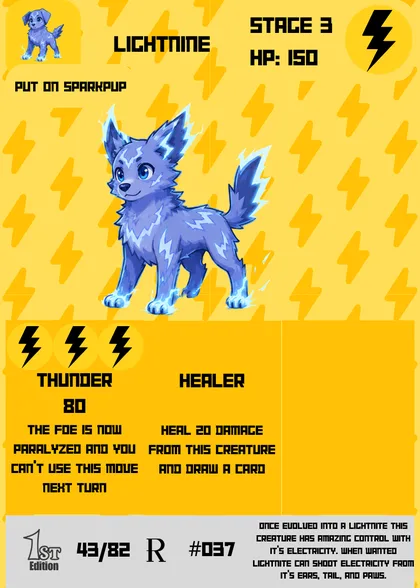 LIGHTNINE
STAGE 3
HP: 150
PUT ON SPARKPUP
THUNDER
80
THE FOE IS NOW
PARALYZED AND YOU
CAN'T USE THIS MOVE
NEXT TURN
HEALER
HEAL 20 DAMAGE
FROM THIS CREATURE
AND DRAW A CARD
1ST
Edition
43/82
R
#037
ONCE EVOLVED INTO A LIGHTNITE THIS
CREATURE HAS AMAZING CONTROL WITH
IT'S ELECTRICITY. WHEN WANTED
LIGHTNITE CAN SHOOT ELECTRICITY FROM
IT'S EARS, TAIL, AND PAWS.